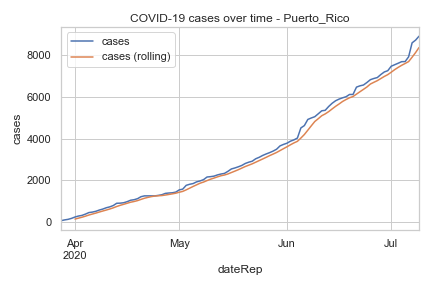 COVID-19 cases over time - Puerto_Rico
cases
cases (rolling)
8000
6000
4000
2000
0
cases
Apr
2020
May
Jun
Jul
dateRep